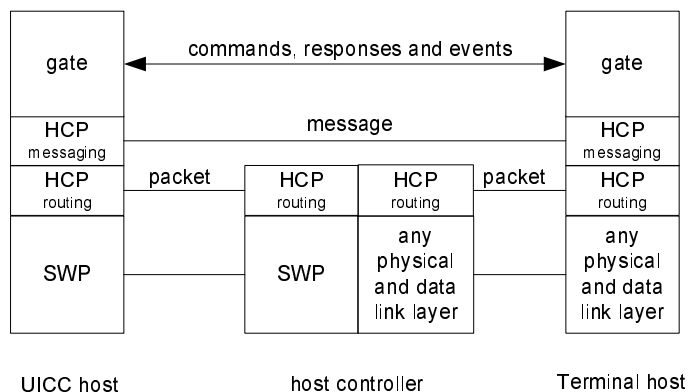 gate
commands, responses and events
gate
HCP
messaging
message
HCP
messaging
HCP
routing
packet
HCP
routing
HCP
routing
packet
HCP
routing
SWP
SWP
any
physical
and data
link layer
any
physical
and data
link layer
UICC host
host controller
Terminal host